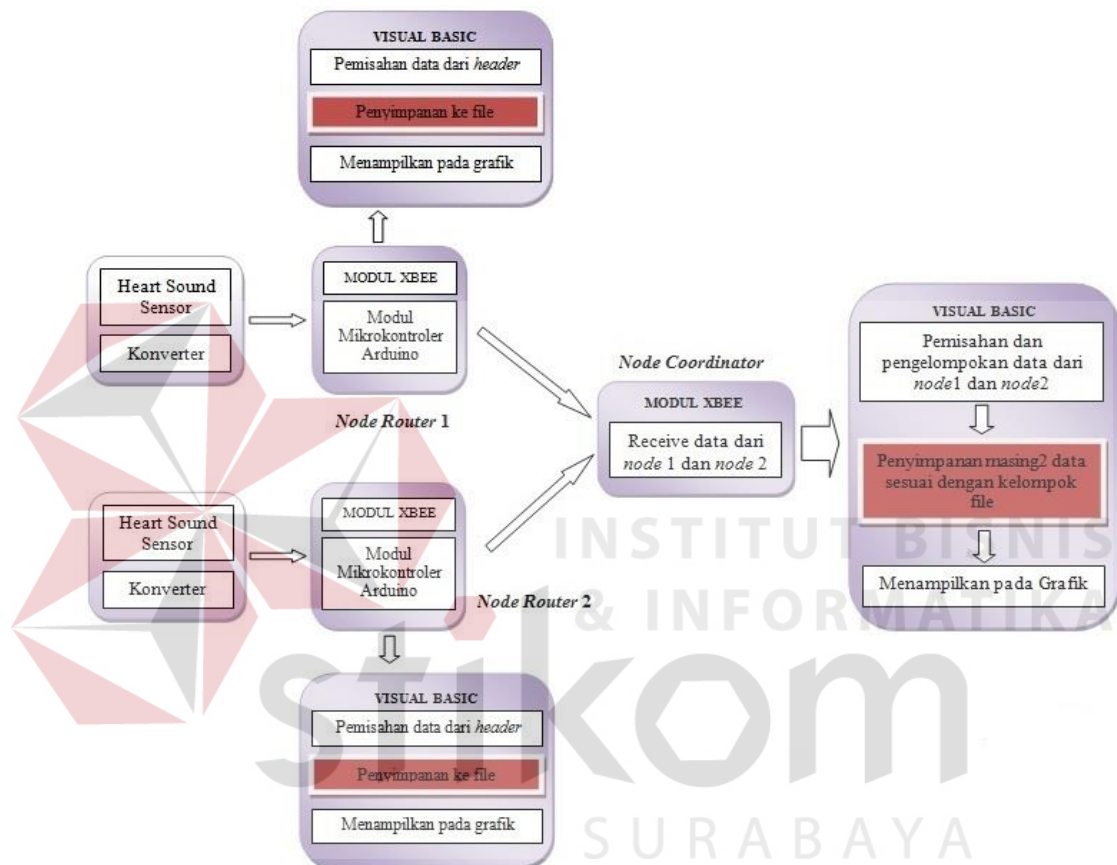 VISUAL BASIC
Pemisahan data dari header
Penyimpanan ke file
Menampilkan pada grafik
Heart Sound
Sensor
Konverter
MODUL XBEE
Modul
Mikrokontroler
Arduino
Node Router 1
Heart Sound
Sensor
Konverter
MODUL XBEE
Modul
Mikrokontroler
Arduino
Node Router 2
VISUAL BASIC
Pemisahan data dari header
Penyimpanan ke file
Menampilkan pada grafik
Node Coordinator
MODUL XBEE
Receive data dari
node 1 dan node 2
VISUAL BASIC
Pemisahan dan
pengelompokan data dari
node1 dan node2
Penyimpanan masing2 data
sesuai dengan kelompok
file
Menampilkan pada Grafik
INSTITUT BISNIS
& INFORMATIKA
stikom
SURABAYA